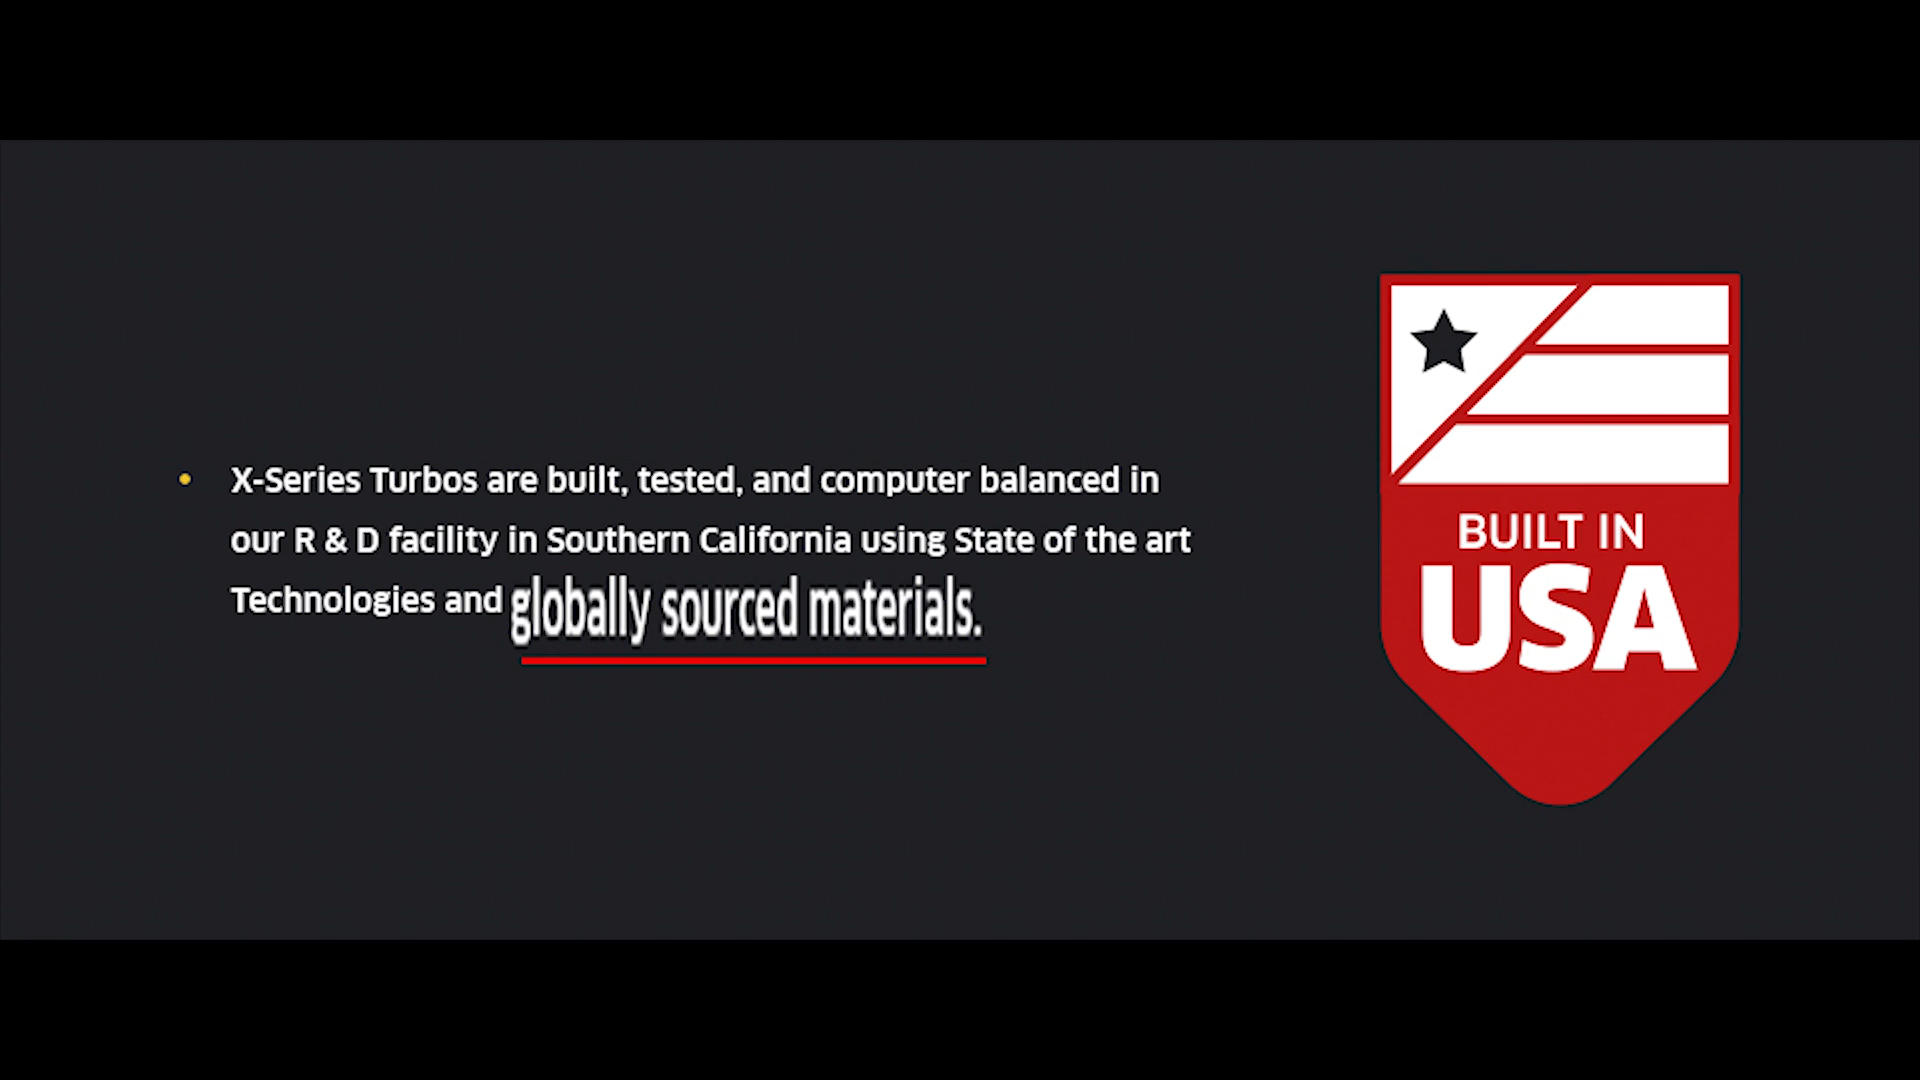 X-Series Turbos are built, tested, and computer balanced in
our R & D facility in Southern California using State of the art
Technologies and globally sourced materials.
BUILT IN
USA